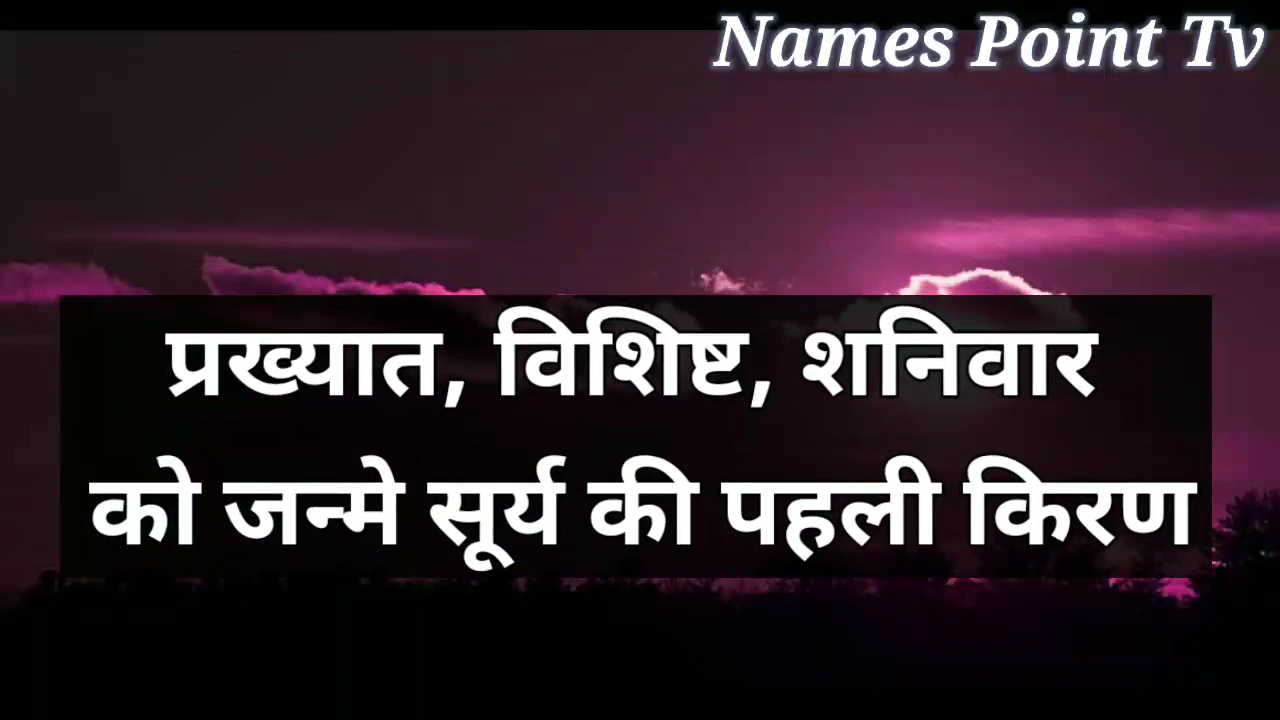 Names Point Tv
प्रख्यात, विशिष्ट, शनिवार
को जन्मे सूर्य की पहली किरण